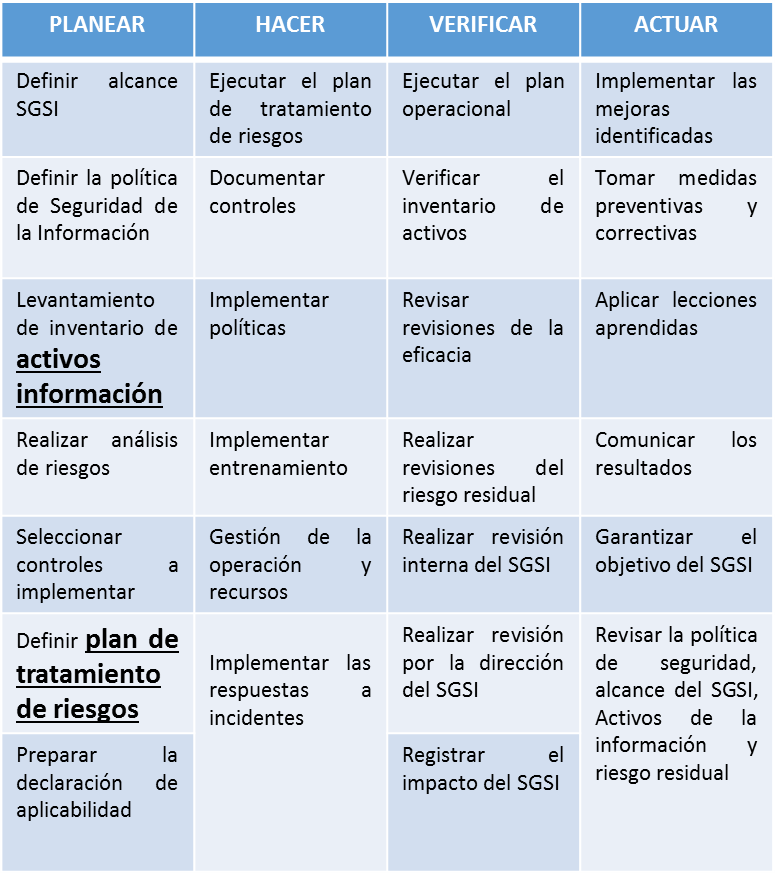 PLANEAR
HACER
VERIFICAR
ACTUAR
Definir alcance
SGSI
Ejecutar el plan
de tratamiento
de riesgos
Ejecutar el plan
operacional
Implementar las
mejoras
identificadas
Definir la política
de Seguridad de
la Información
Documentar
controles
Verificar el
inventario de
activos
Tomar medidas
preventivas y
correctivas
Levantamiento
de inventario de
activos
información
Implementar
políticas
Revisar
revisiones de la
eficacia
Aplicar lecciones
aprendidas
Realizar análisis
de riesgos
Implementar
entrenamiento
Realizar
revisiones del
riesgo residual
Comunicar los
resultados
Seleccionar
controles a
implementar
Gestión de la
operación y
recursos
Realizar revisión
interna del SGSI
Garantizar el
objetivo del SGSI
Definir plan de
tratamiento
de riesgos
Implementar las
respuestas a
incidentes
Realizar revisión
por la dirección
del SGSI
Revisar la política
de seguridad,
alcance del SGSI,
Activos de la
información y
riesgo residual
Preparar la
declaración de
aplicabilidad
Registrar el
impacto del SGSI